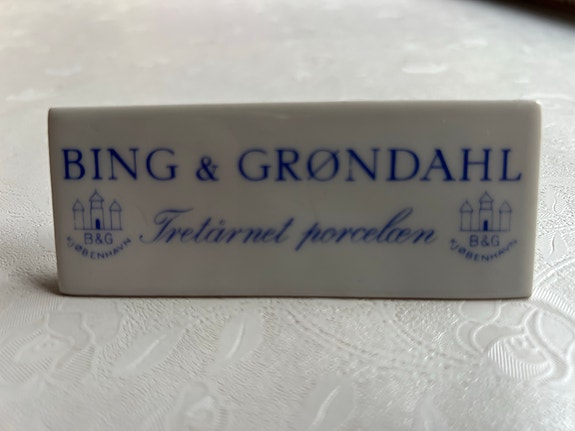 BING & GRØNDAHL
Tretårnet porcelæn
B&G
KJØBENHAVN
B&G
KJØBENHAVN